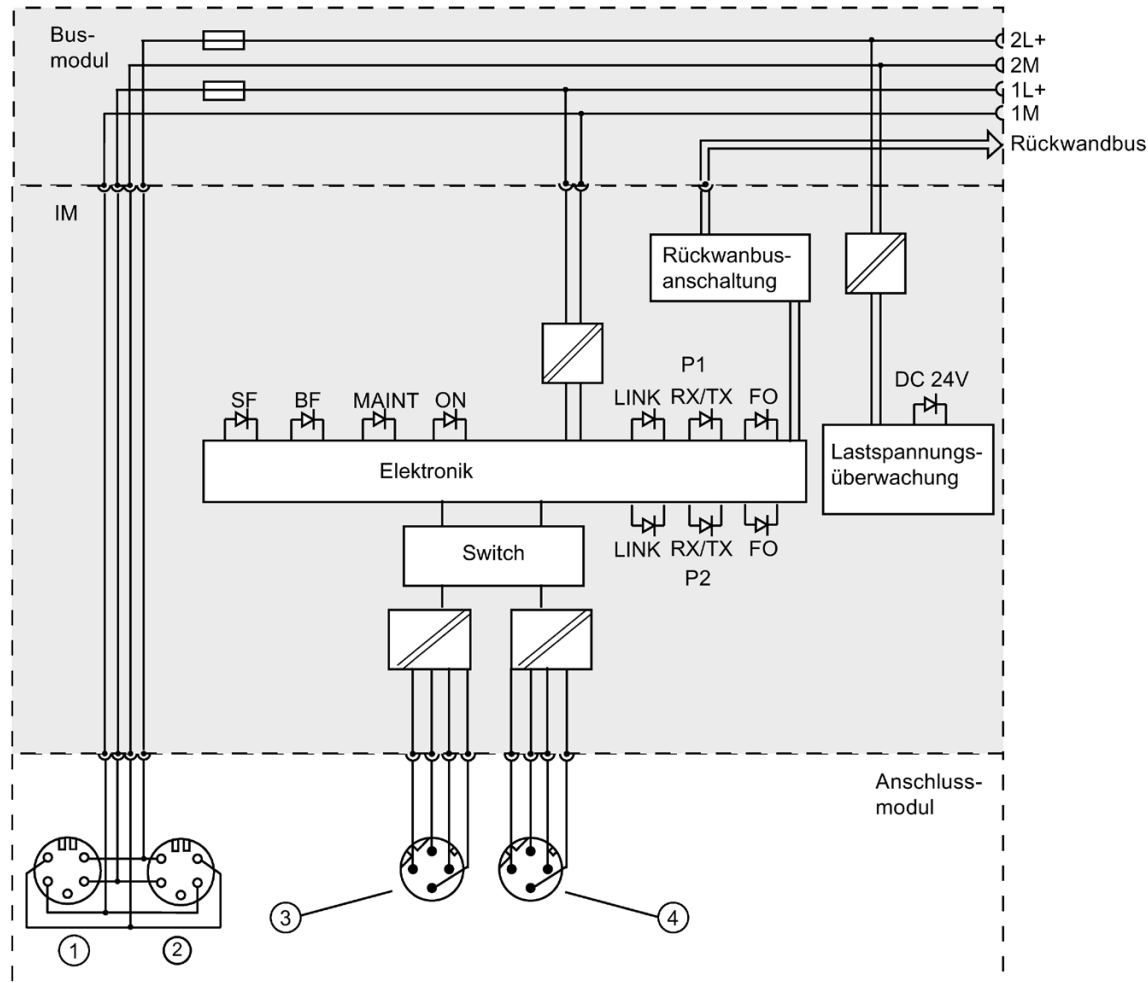 Bus-
modul
2L+
2M
1L+
1M
Rückwandbus
IM
Rückwanbus-
anschaltung
P1
DC 24V
SF BF MAINT ON LINK RX/TX FO
Elektronik
Lastspannungs-
überwachung
Switch
LINK RX/TX FO
P2
Anschluss-
modul
3
4
1
2